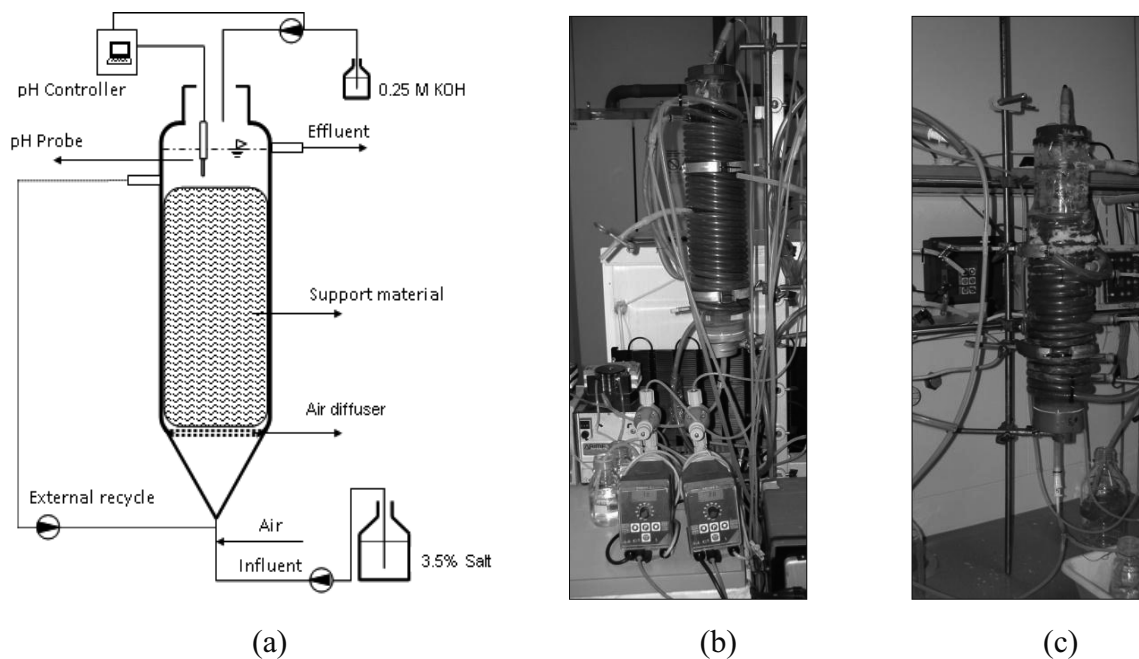 pH Controller
0.25 M KOH
Effluent
pH Probe
Support material
Air diffuser
External recycle
Air
Influent
3.5% Salt
(a)
(b)
(c)